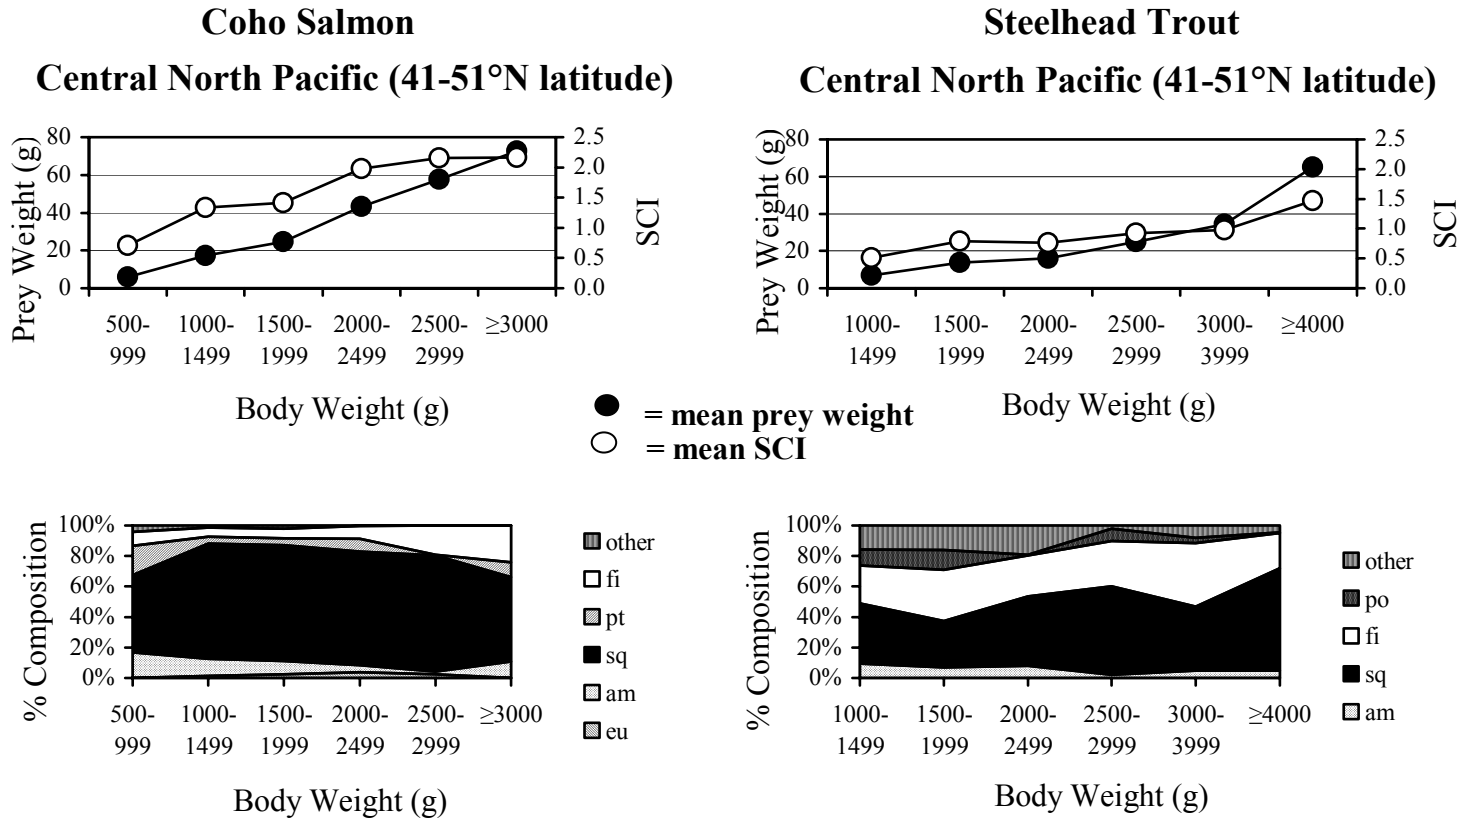 Coho Salmon
Central North Pacific (41-51°N latitude)
Prey Weight (g)
80
60
40
20
0
2.5
2.0
1.5
1.0
0.5
0.0
SCI
500-
999
1000-
1499
1500-
1999
2000-
2499
2500-
2999
≥3000
Body Weight (g)
Steelhead Trout
Central North Pacific (41-51°N latitude)
Prey Weight (g)
80
60
40
20
0
2.5
2.0
1.5
1.0
0.5
0.0
SCI
1000-
1499
1500-
1999
2000-
2499
2500-
2999
3000-
3999
≥4000
Body Weight (g)
= mean prey weight
= mean SCI
% Composition
100%
80%
60%
40%
20%
0%
500-
999
1000-
1499
1500-
1999
2000-
2499
2500-
2999
≥3000
Body Weight (g)
other
fi
pt
sq
am
eu
% Composition
100%
80%
60%
40%
20%
0%
1000-
1499
1500-
1999
2000-
2499
2500-
2999
3000-
3999
≥4000
Body Weight (g)
other
po
fi
sq
am